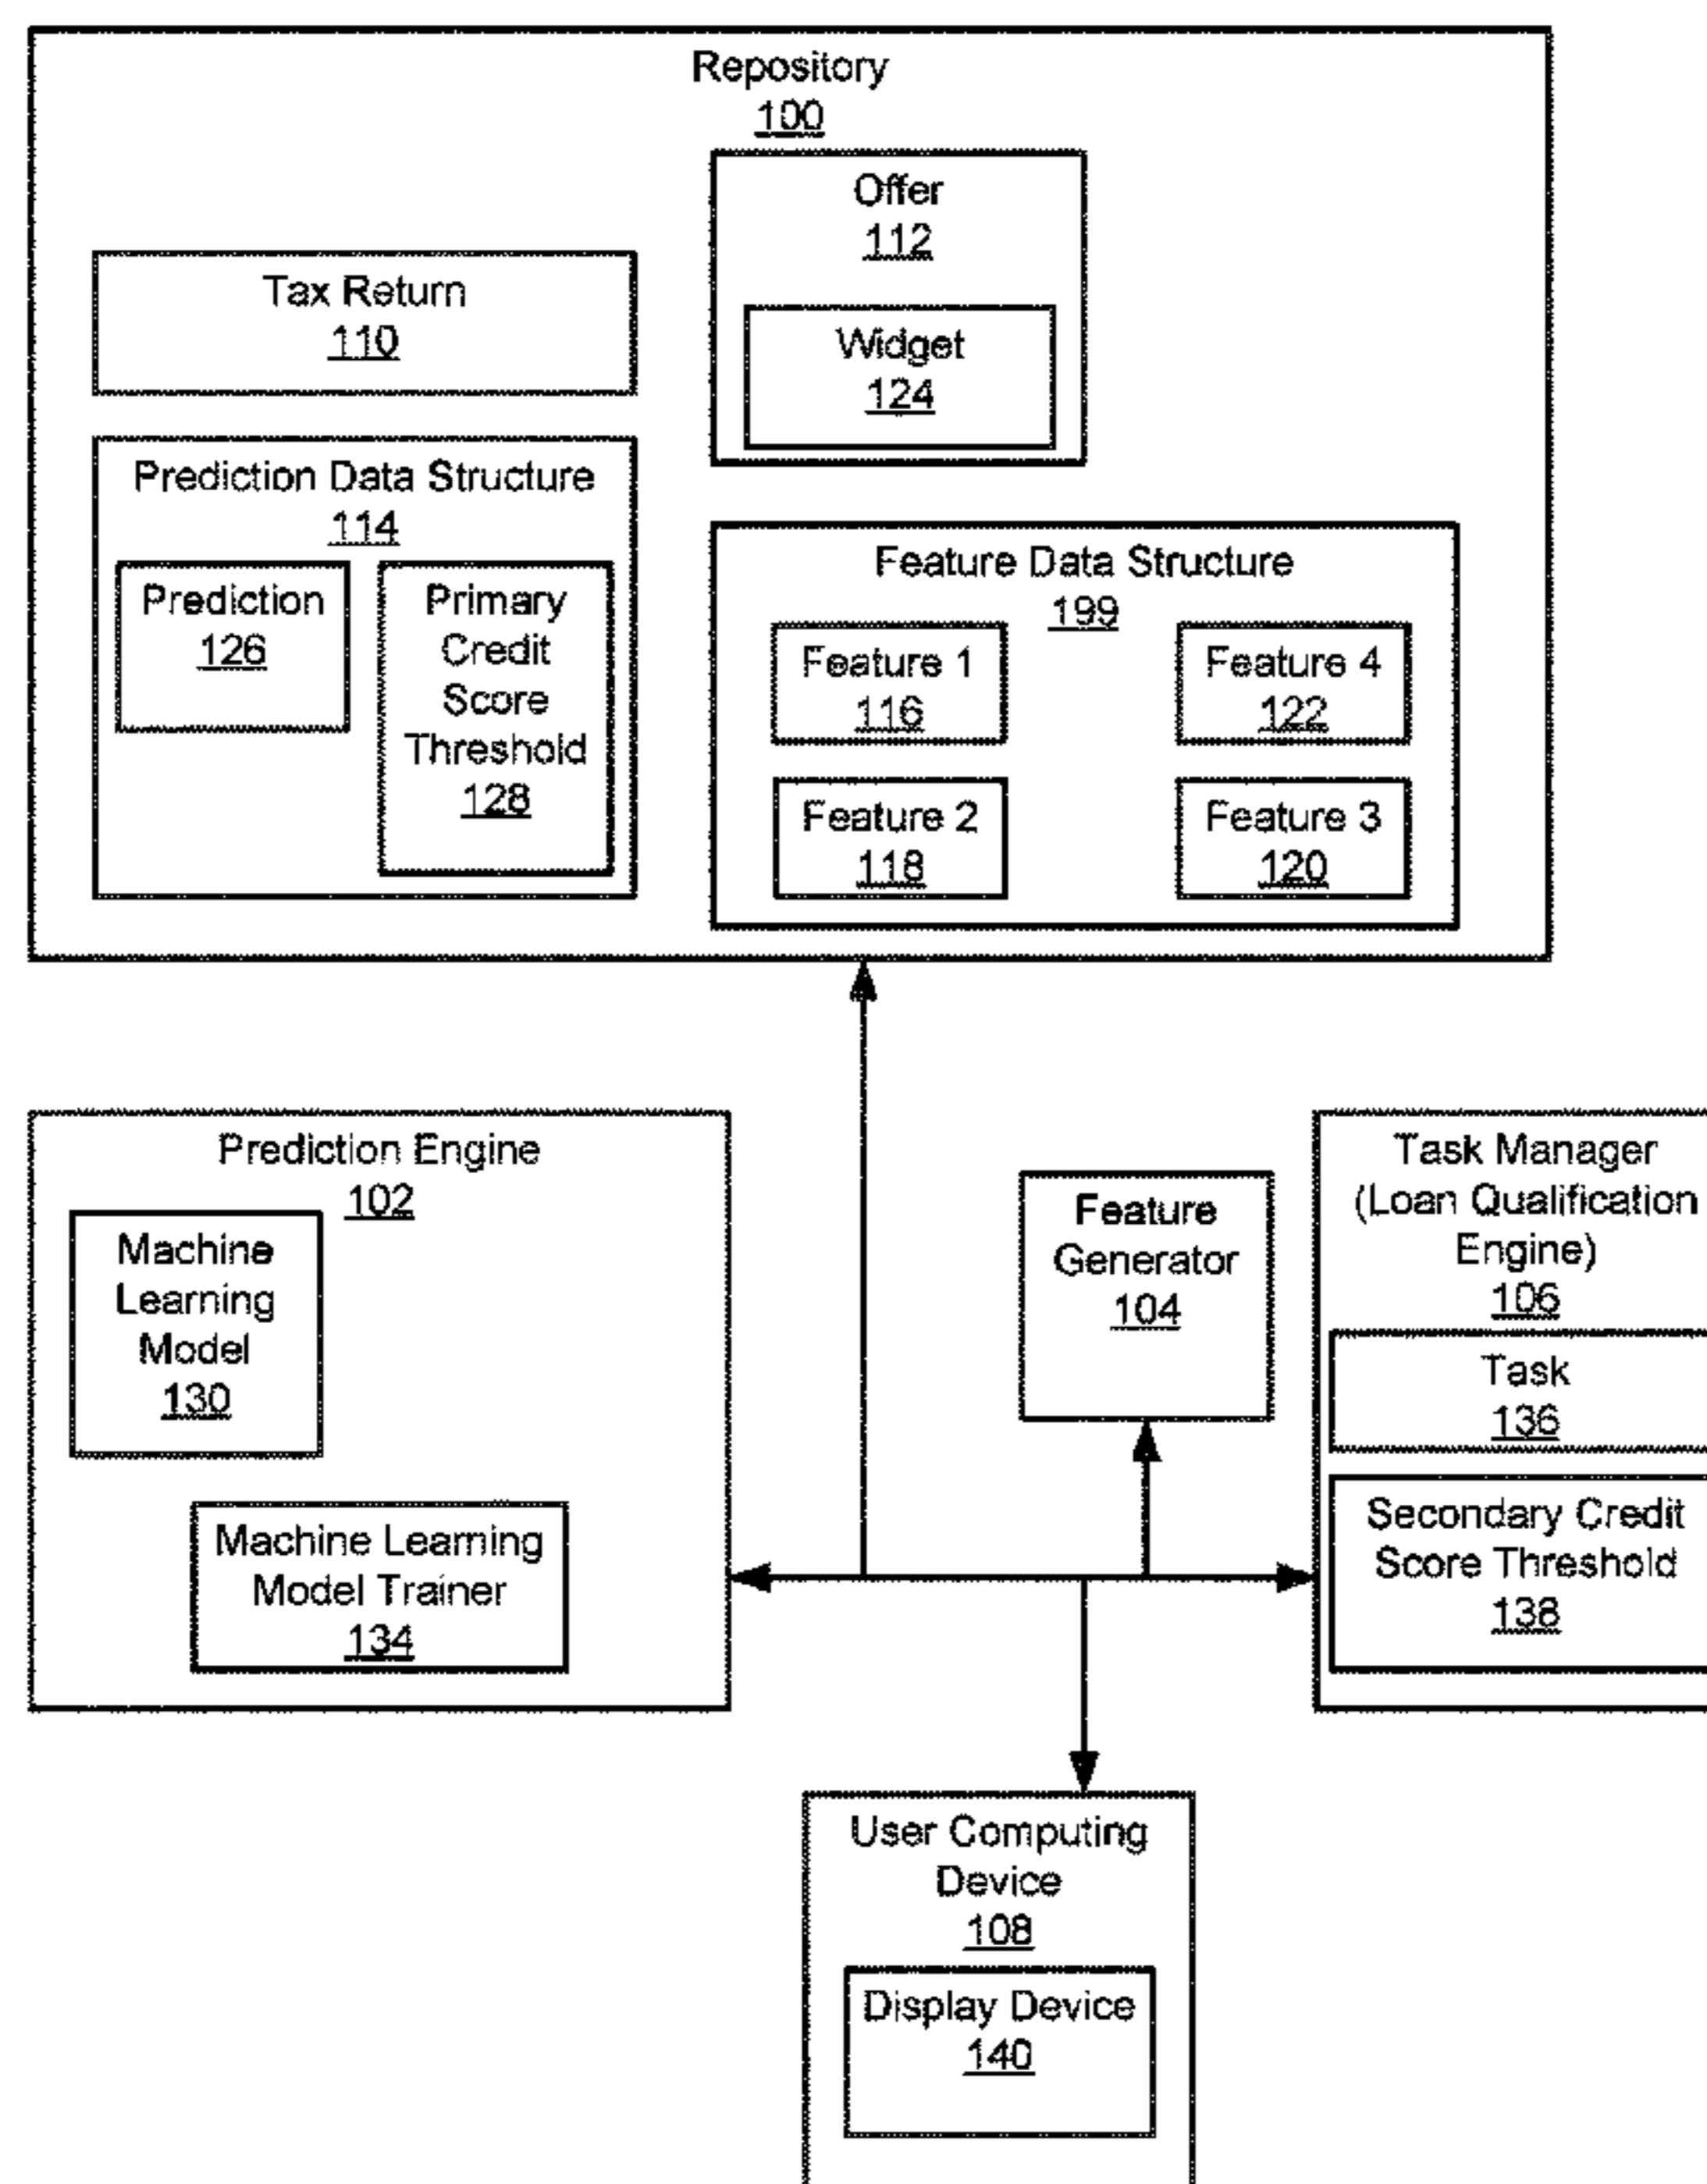 Repository
100
Offer
112
Widget
124
Tax Return
110
Prediction Data Structure
114
Prediction
126
Primary
Credit
Score
Threshold
128
Feature Data Structure
199
Feature 1
116
Feature 4
122
Feature 2
118
Feature 3
120
Prediction Engine
102
Machine
Learning
Model
130
Machine Learning
Model Trainer
134
Feature
Generator
104
Task Manager
(Loan Qualification
Engine)
106
Task
136
Secondary Credit
Score Threshold
138
User Computing
Device
108
Display Device
140